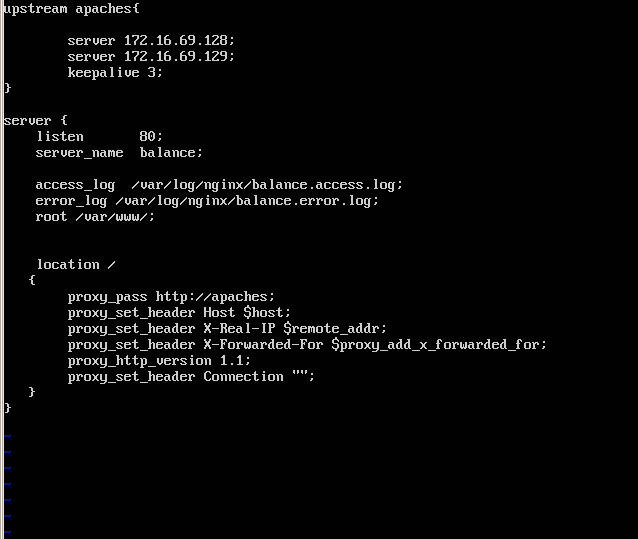 upstream apaches{
server 172.16.69.128;
server 172.16.69.129;
keepalive 3;
}
server {
listen 80;
server_name balance;
access_log /var/log/nginx/balance.access.log;
error_log /var/log/nginx/balance.error.log;
root /var/www/;
location /
{
proxy_pass http://apaches;
proxy_set_header Host $host;
proxy_set_header X-Real-IP $remote_addr;
proxy_set_header X-Forwarded-For $proxy_add_x_forwarded_for;
proxy_http_version 1.1;
proxy_set_header Connection "";
}
}
~
~
~
~
~
~
~